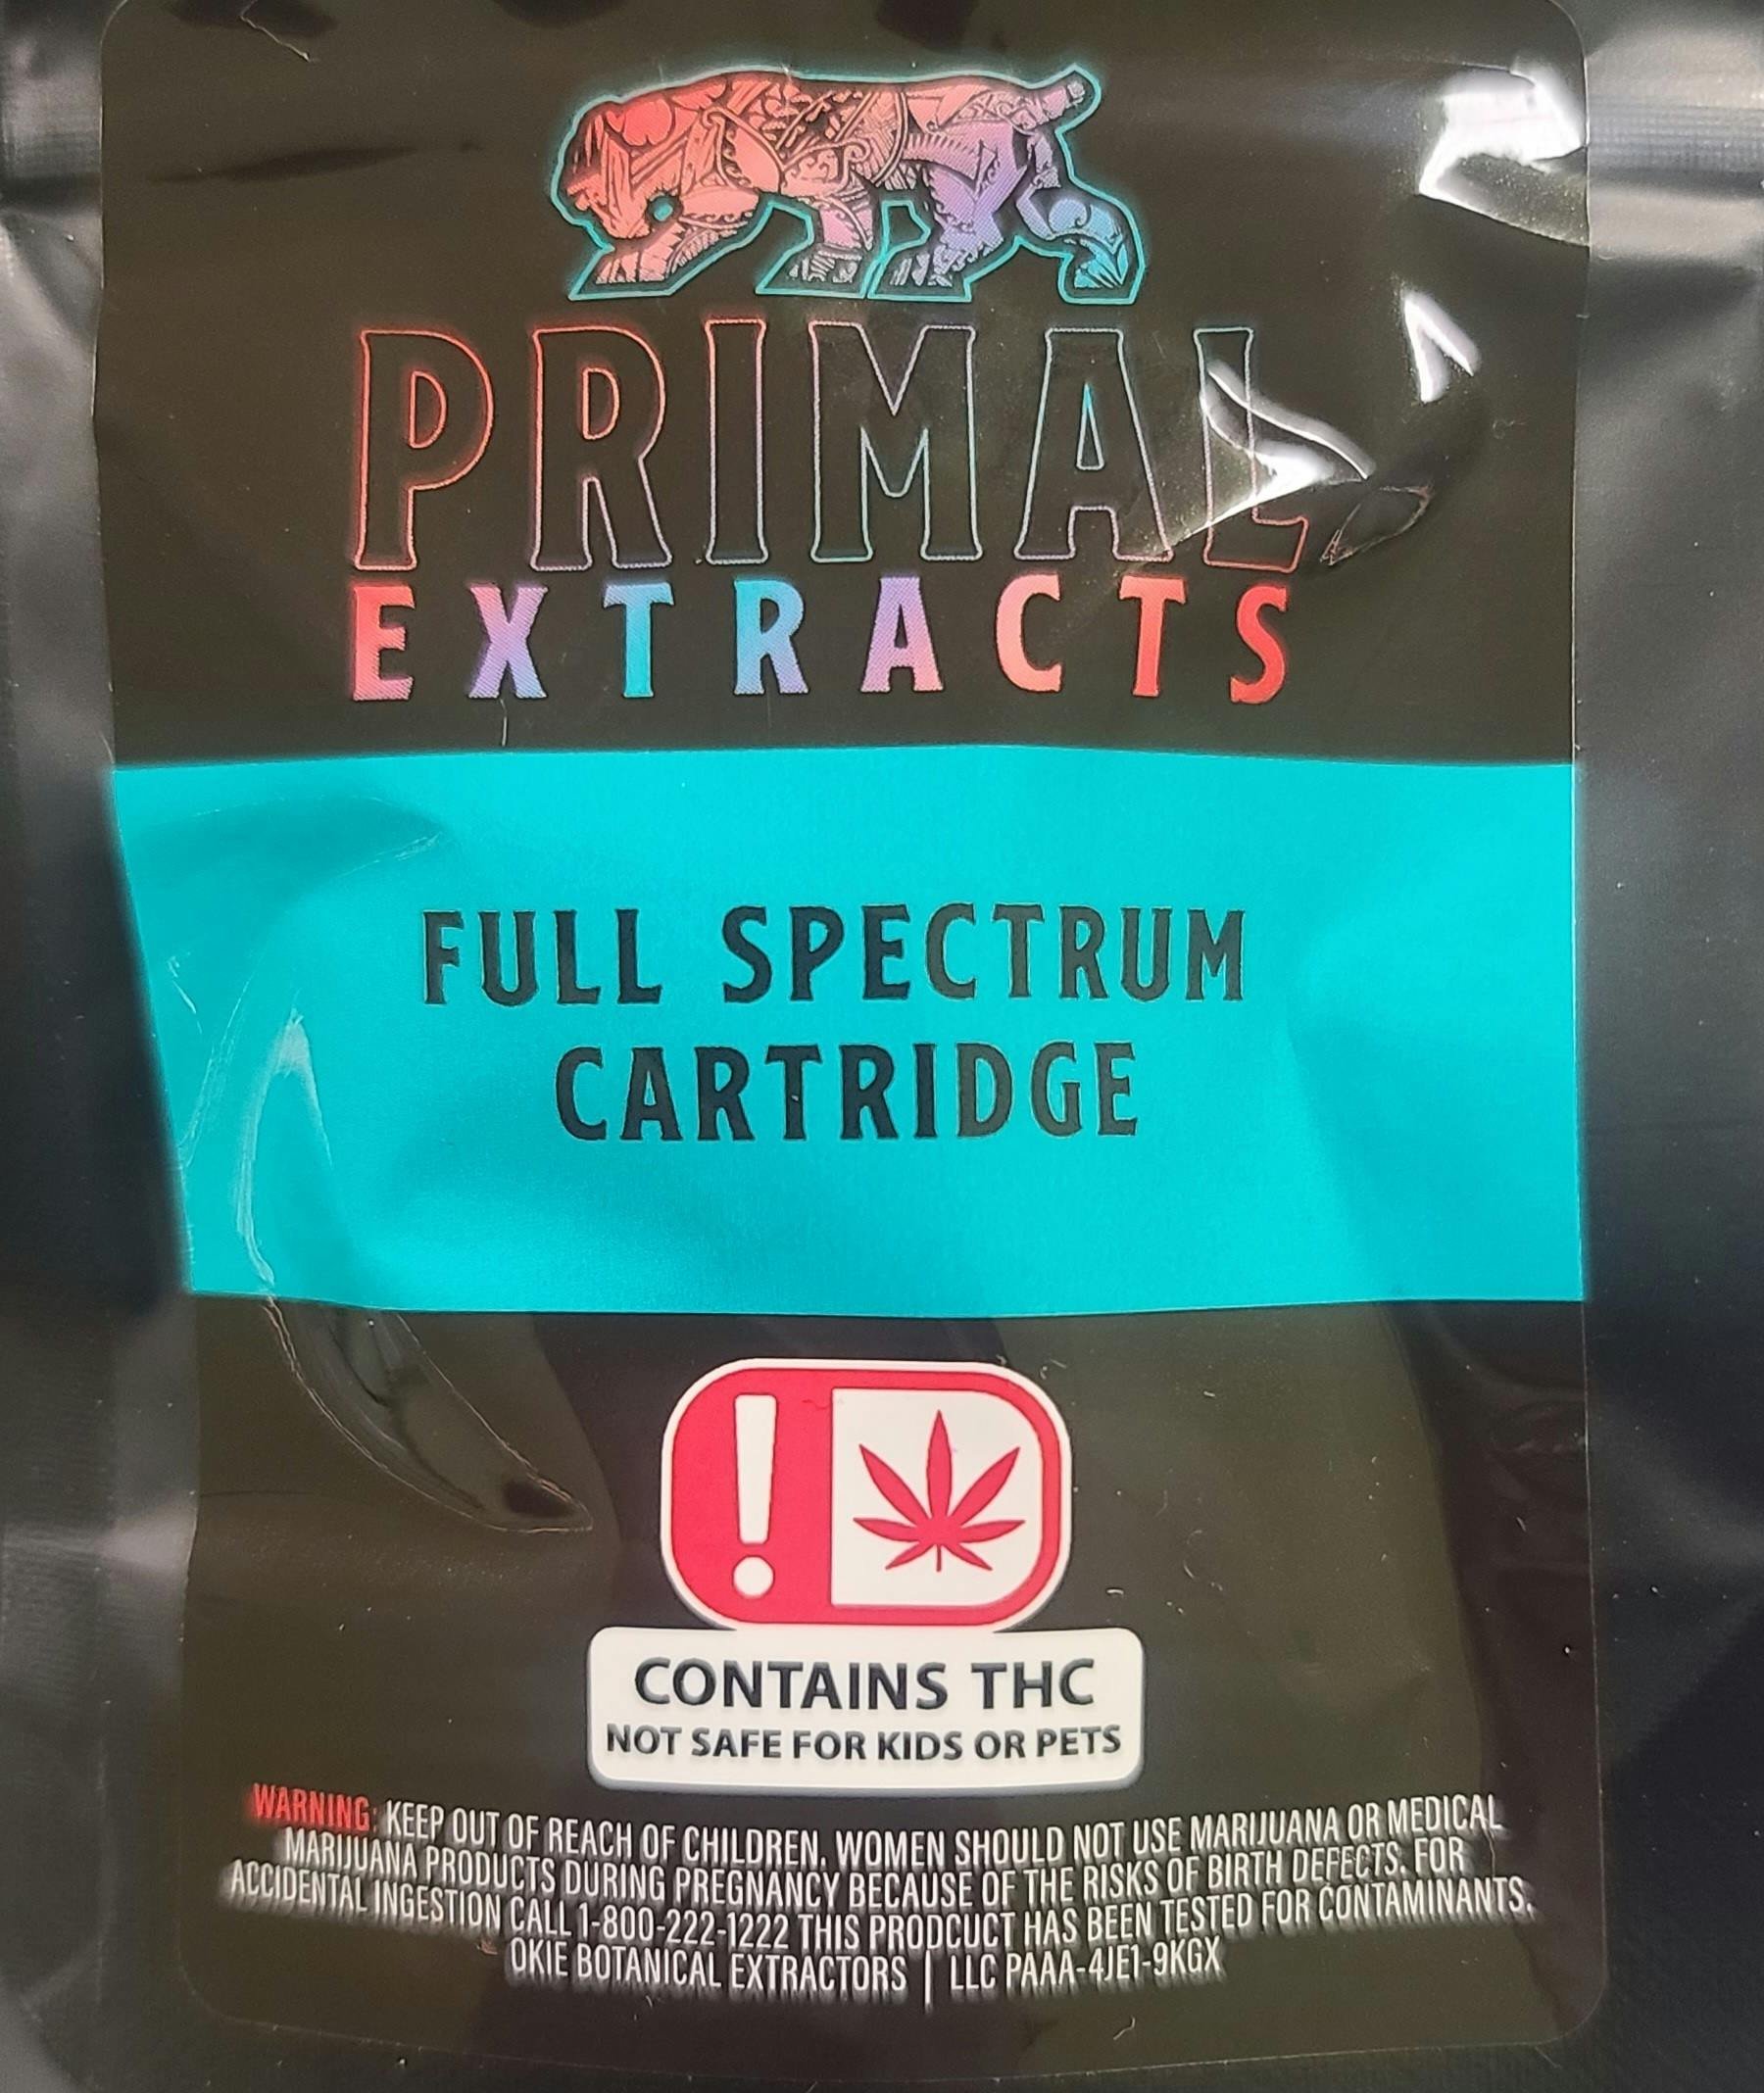 PRIMAL
EXTRACTS
FULL SPECTRUM
CARTRIDGE
!
CONTAINS THC
NOT SAFE FOR KIDS OR PETS
WARNING: KEEP OUT OF REACH OF CHILDREN. WOMEN SHOULD NOT USE MARIJUANA OR MEDICAL
MARIJUANA PRODUCTS DURING PREGNANCY BECAUSE OF THE RISKS OF BIRTH DEFECTS. FOR
ACCIDENTAL INGESTION CALL 1-800-222-1222 THIS PRODCUCT HAS BEEN TESTED FOR CONTAMINANTS.
OKIE BOTANICAL EXTRACTORS | LLC PAAA-4JE1-9KGX